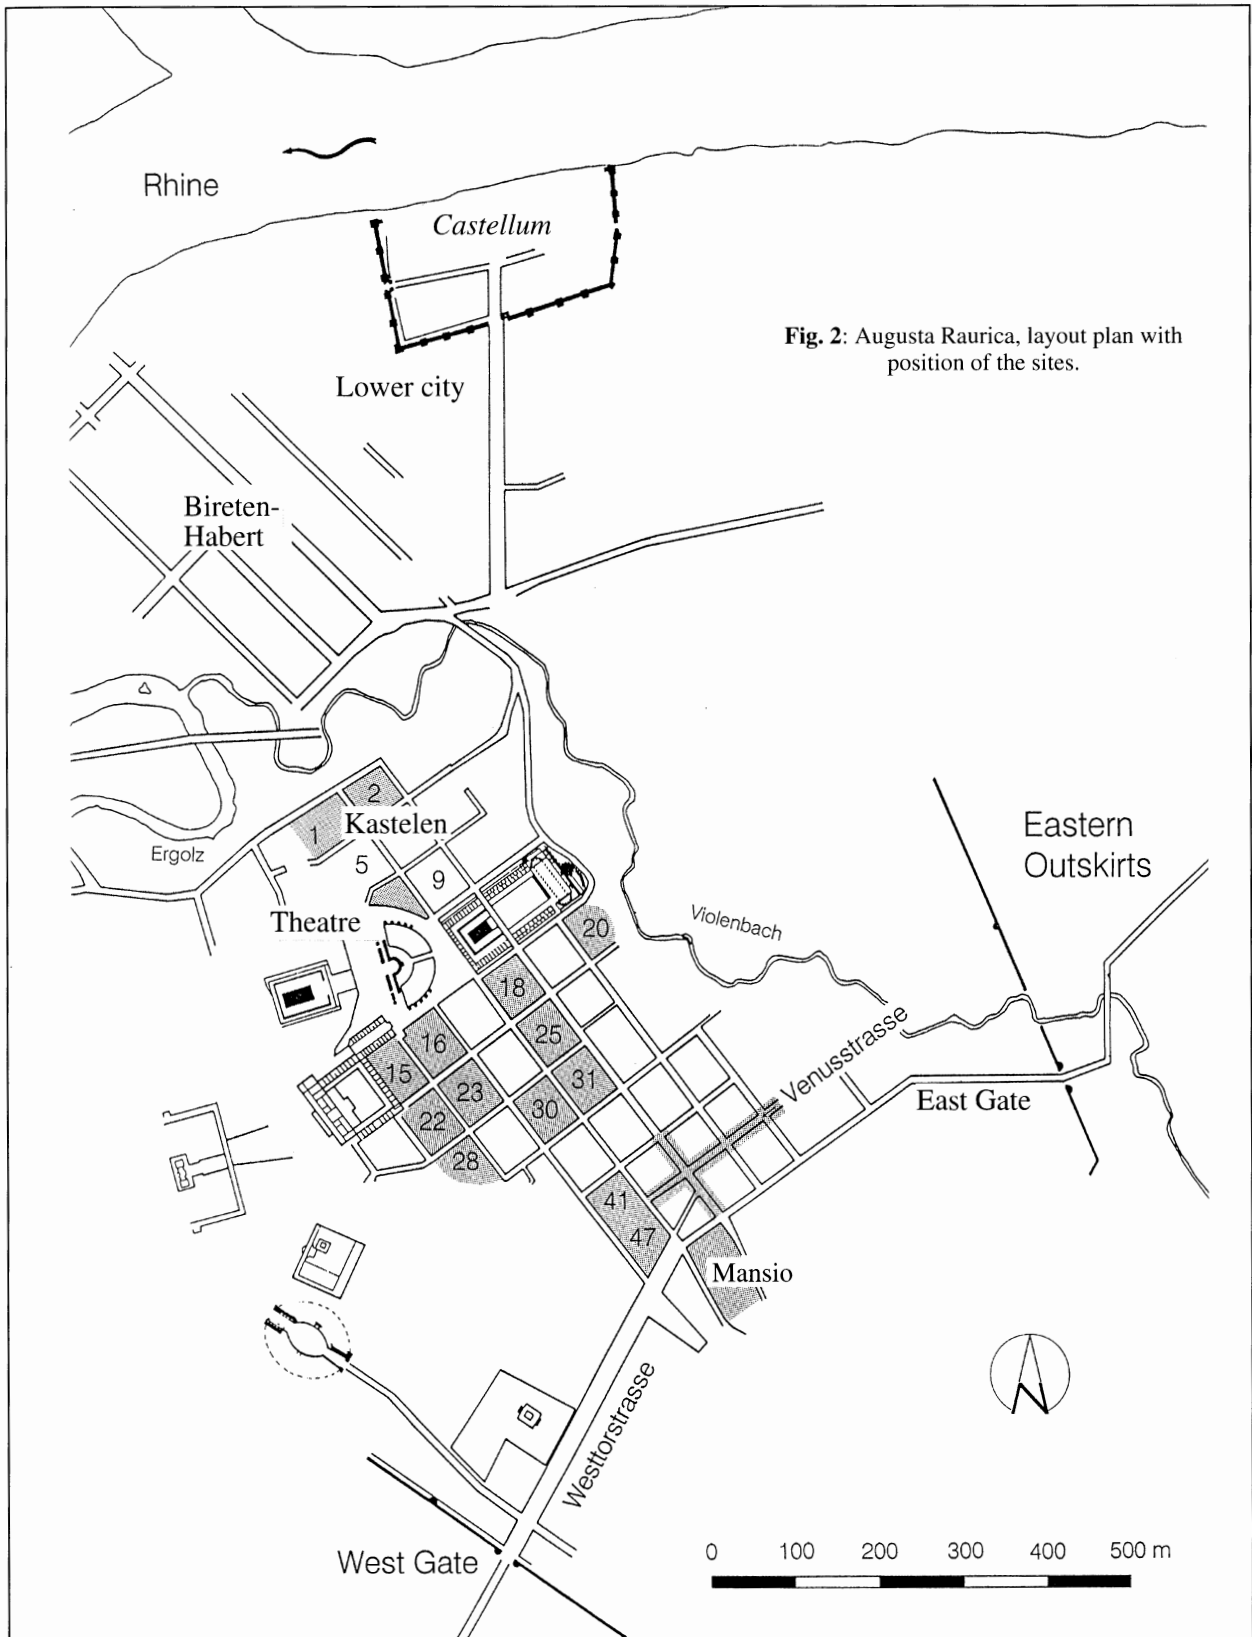 Rhine
Castellum
Fig. 2: Augusta Raurica, layout plan with
position of the sites.
Lower city
Bireten-
Habert
2
1
Kastelen
Ergolz
5
9
Eastern
Outskirts
Theatre
20
Violenbach
18
16
25
Venusstrasse
15
23
31
East Gate
22
30
28
41
47
Mansio
Westtorstrasse
N
West Gate
0 100 200 300 400 500 m